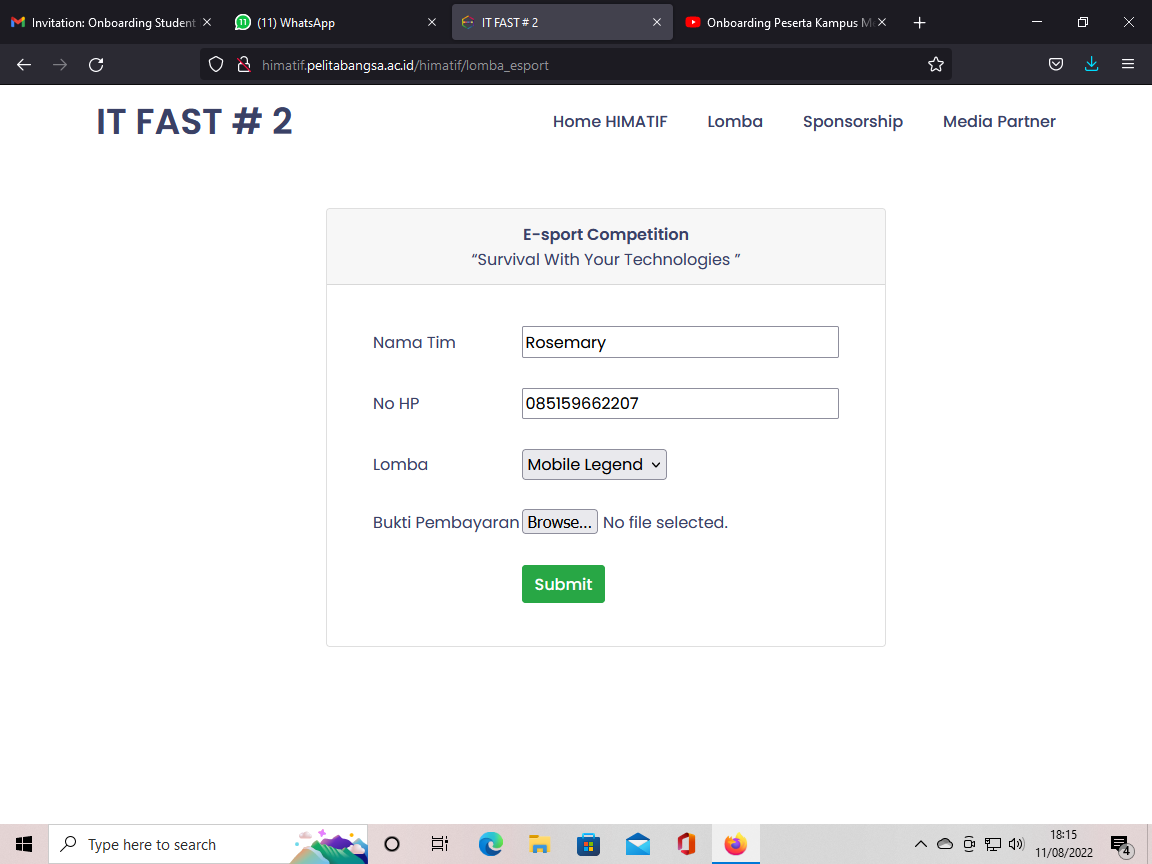 Invitation: Onboarding Student
(11) WhatsApp
IT FAST # 2
Onboarding Peserta Kampus M
himatif.pelitabangsa.ac.id/himatif/lomba_esport
IT FAST # 2
Home HIMATIF
Lomba
Sponsorship
Media Partner
E-sport Competition
“Survival With Your Technologies ”
Nama Tim
Rosemary
No HP
085159662207
Lomba
Mobile Legend
Bukti Pembayaran
Browse...
No file selected.
Submit
Type here to search
18:15
11/08/2022
4